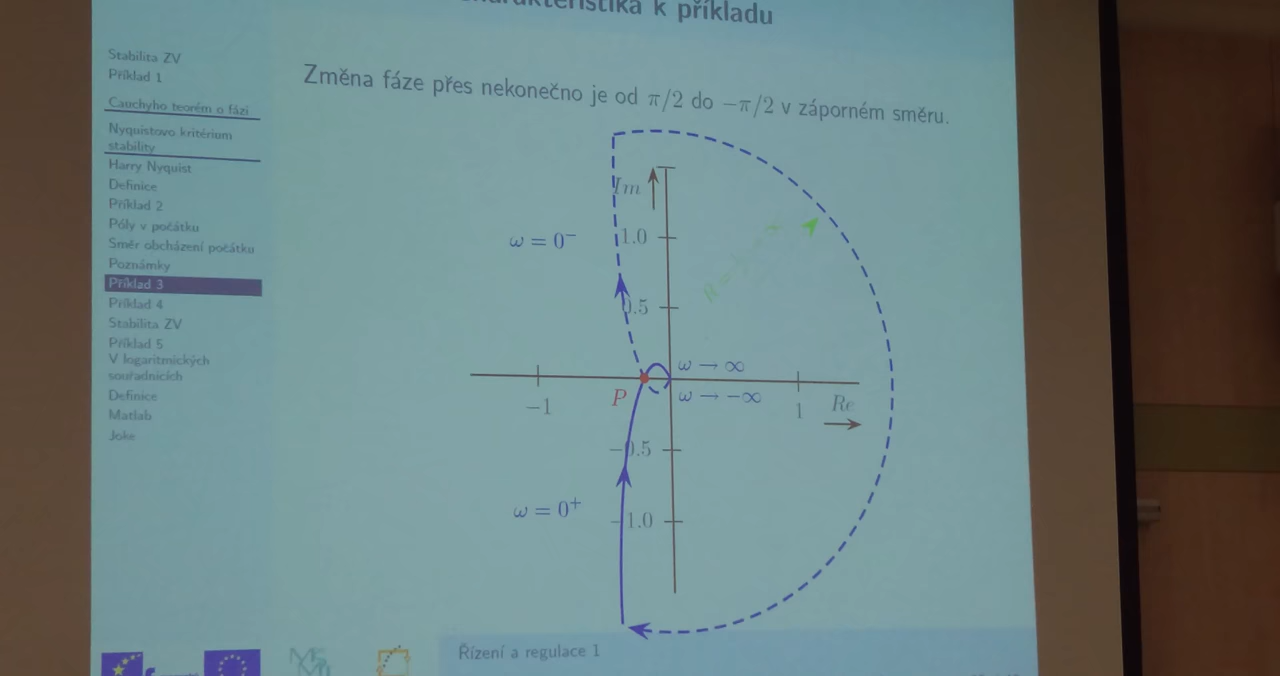 k příkladu
Stabilita ZV
Příklad 1
Cauchyho teorém o fázi
Nyquistovo kritérium
stability
Harry Nyquist
Definice
Příklad 2
Póly v počátku
Směr obcházení počátku
Poznámky
Příklad 3
Příklad 4
Stabilita ZV
Příklad 5
V logaritmických
souřadnicích
Definice
Matlab
Joke
Změna fáze přes nekonečno je od π/2 do −π/2 v záporném směru.
Im
ω = 0⁻
1.0
0.5
R =
ω → ∞
P
ω → −∞
−1
1
Re
−0.5
ω = 0⁺
−1.0
Řízení a regulace 1